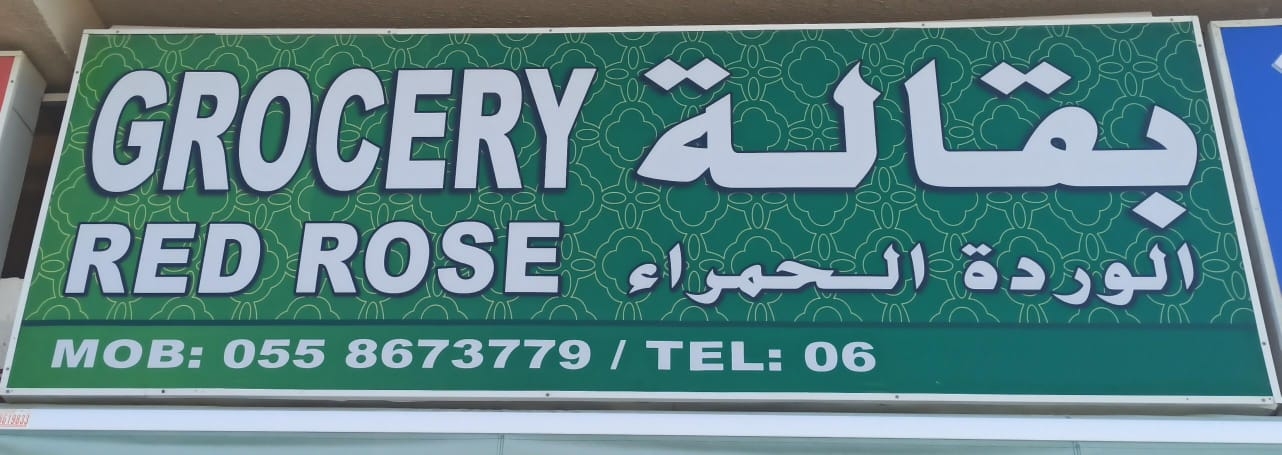 GROCERY بقالة
RED ROSE الوردة الحمراء
MOB: 055 8673779 / TEL: 06